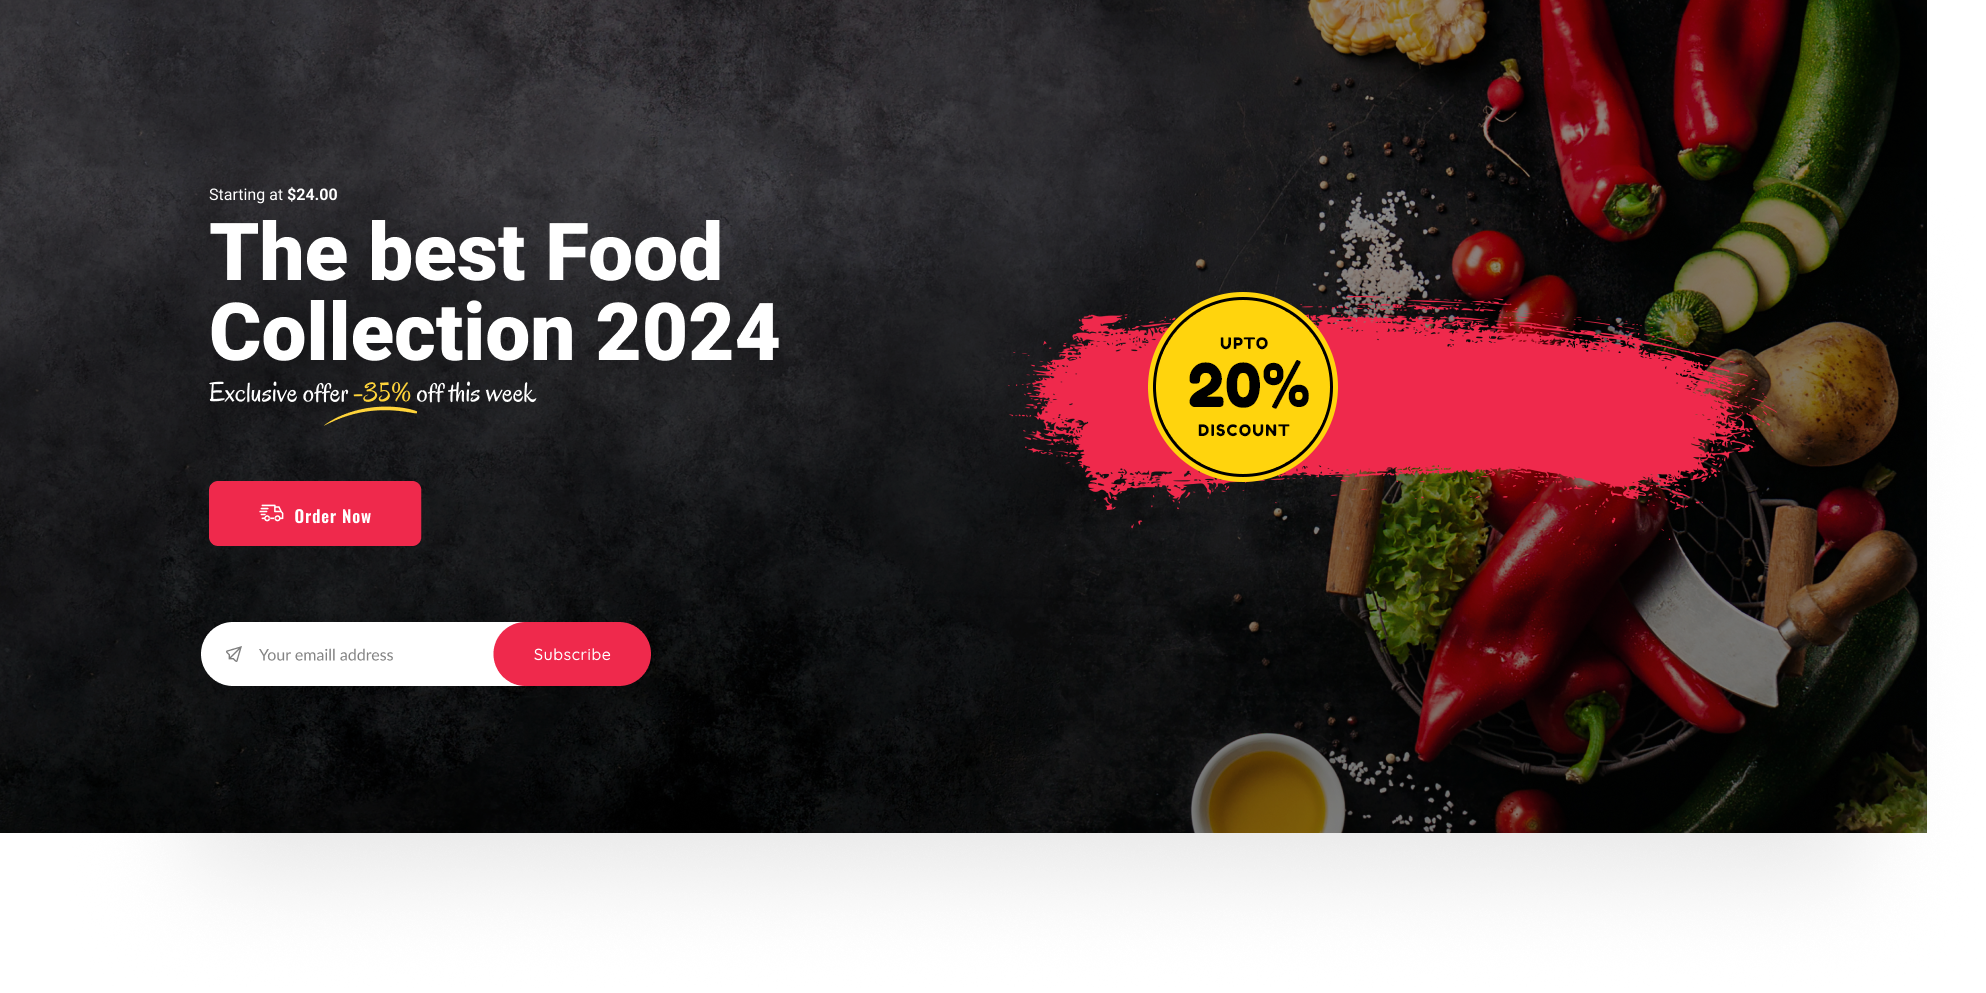 Starting at $24.00
The best Food
Collection 2024
Exclusive offer -35% off this week
Order Now
Your emaill address
Subscribe
UPTO
20%
DISCOUNT